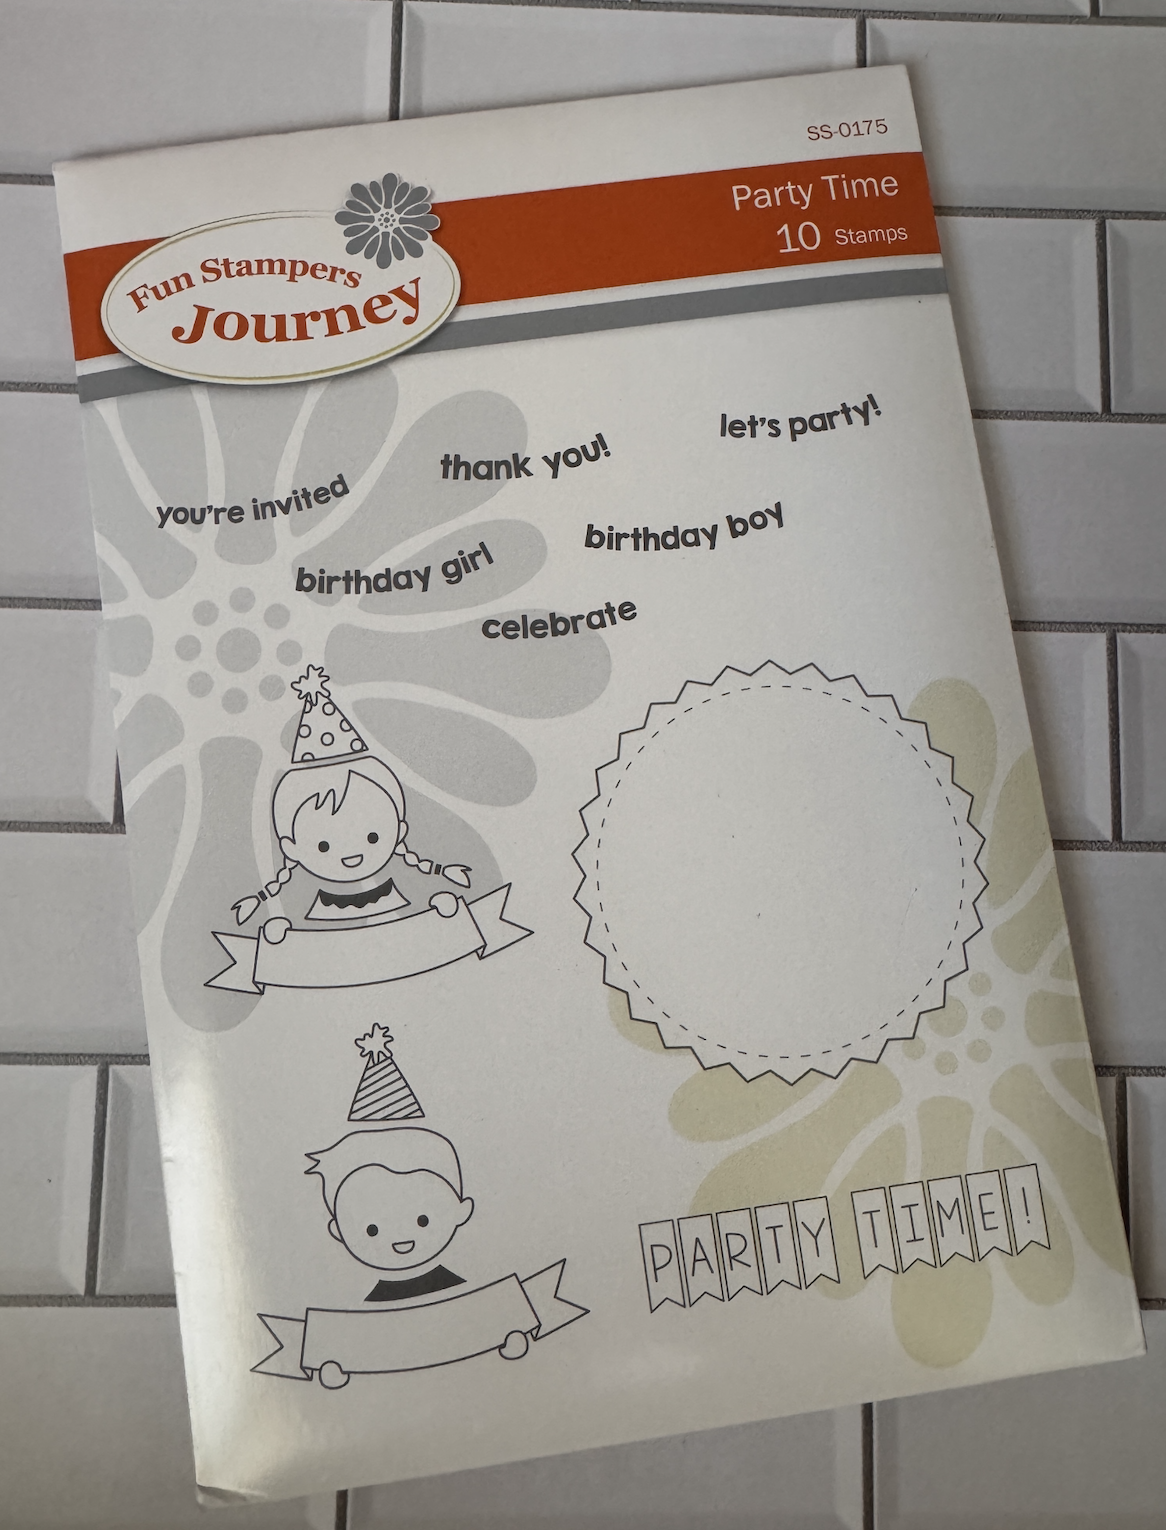 SS-0175
Party Time
10 Stamps
Fun Stampers
Journey
let's party!
thank you!
you're invited
birthday boy
birthday girl
celebrate
PARTY TIME!